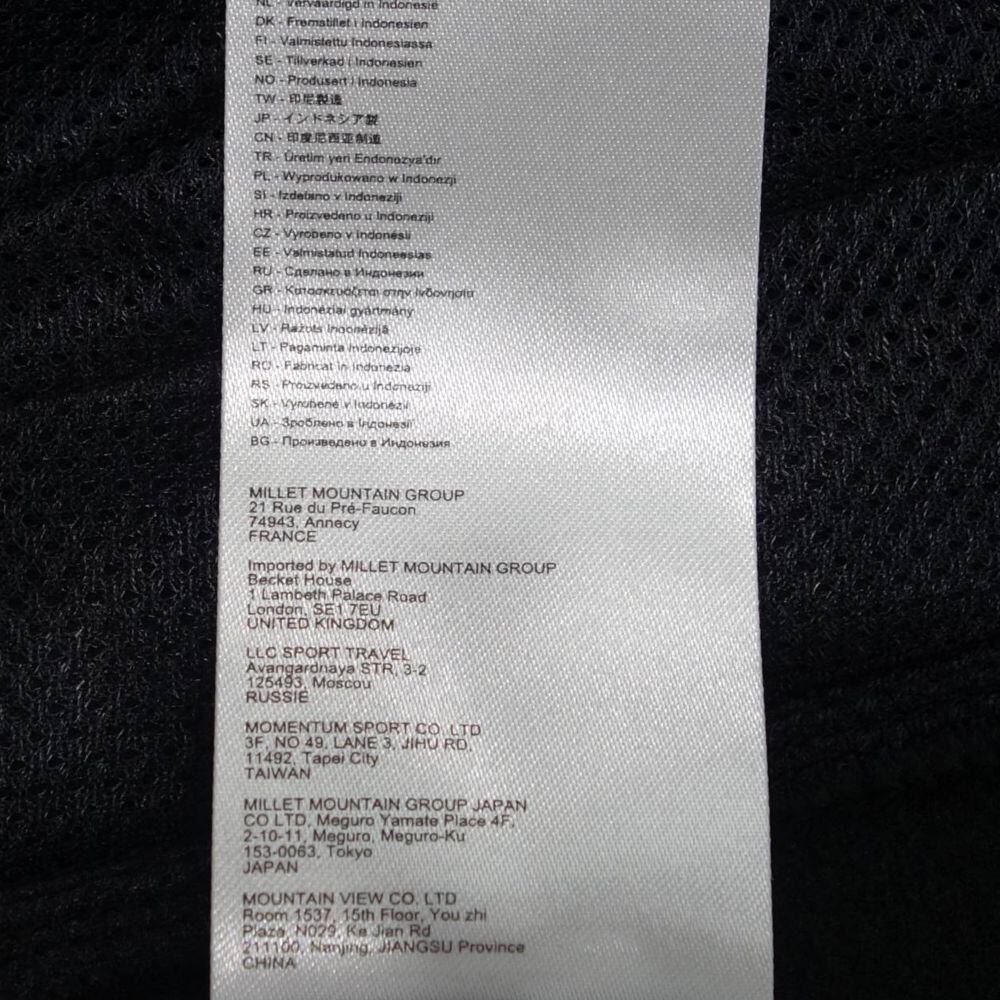 NL - Vervaardigd in Indonesië
DK - Fremstillet i Indonesien
FI - Valmistettu Indonesiassa
SE - Tillverkad i Indonesien
NO - Produsert i Indonesia
TW - 印尼製造
JP - インドネシア製
CN - 印度尼西亚制造
TR - Üretim yeri Endonezya'dır
PL - Wyprodukowano w Indonezji
SI - Izdelano v Indoneziji
HR - Proizvedeno u Indoneziji
CZ - Vyrobeno v Indonésii
EE - Valmistatud Indoneesias
RU - Сделано в Индонезии
GR - Κατασκευάζεται στην Ινδονησία
HU - Indonéziai gyártmány
LV - Ražots Indonēzijā
LT - Pagaminta Indonezijoje
RO - Fabricat in Indonezia
RS - Proizvedeno u Indoneziji
SK - Vyrobené v Indonézii
UA - Зроблено в Індонезії
BG - Произведено в Индонезия
MILLET MOUNTAIN GROUP
21 Rue du Pré-Faucon
74943, Annecy
FRANCE
Imported by MILLET MOUNTAIN GROUP
Becket House
1 Lambeth Palace Road
London, SE1 7EU
UNITED KINGDOM
LLC SPORT TRAVEL
Avangardnaya STR, 3-2
125493, Moscou
RUSSIE
MOMENTUM SPORT CO. LTD
3F, NO 49, LANE 3, JIHU RD,
11492, Tapei City
TAIWAN
MILLET MOUNTAIN GROUP JAPAN
CO LTD, Meguro Yamate Place 4F,
2-10-11, Meguro, Meguro-Ku
153-0063, Tokyo
JAPAN
MOUNTAIN VIEW CO. LTD
Room 1537, 15th Floor, You zhi
Plaza, N029, Ke Jian Rd
211100, Nanjing, JIANGSU Province
CHINA